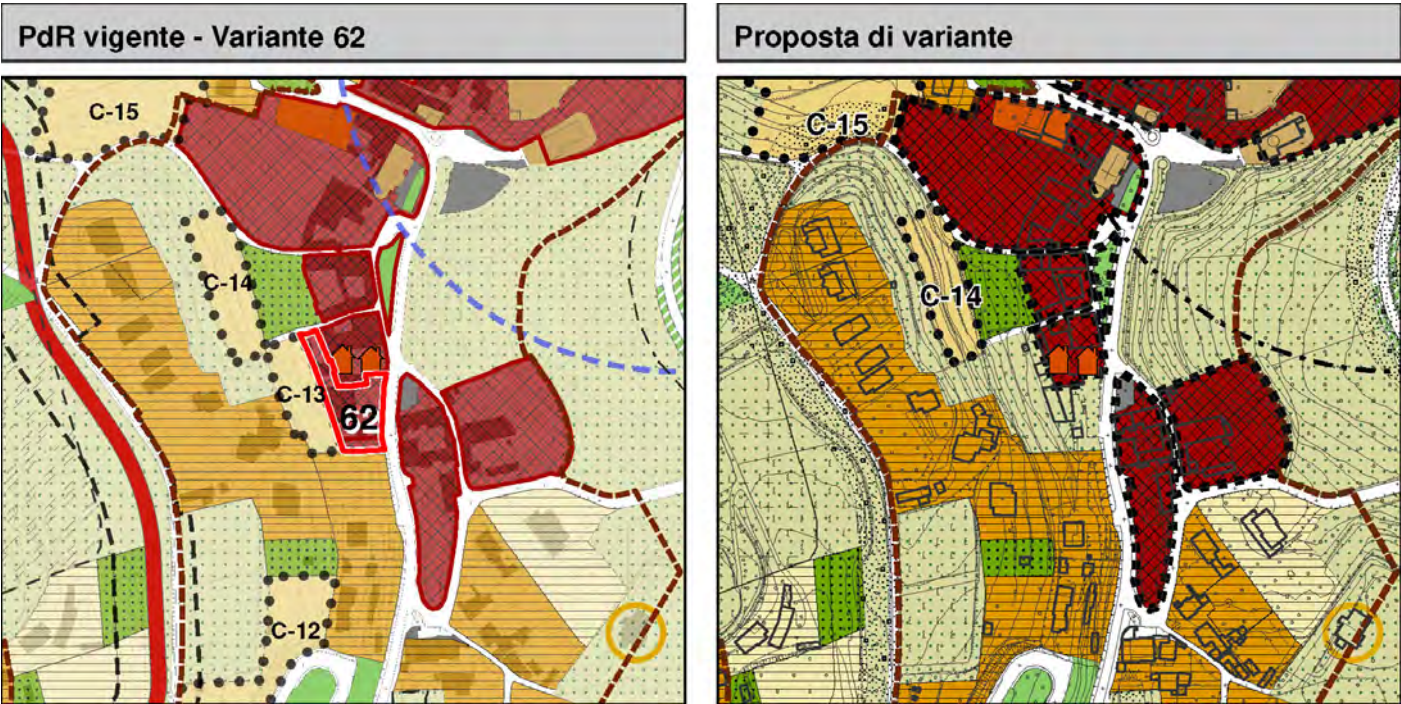 PdR vigente - Variante 62
Proposta di variante
C-15
C-14
C-13
62
C-12
C-15
C-14